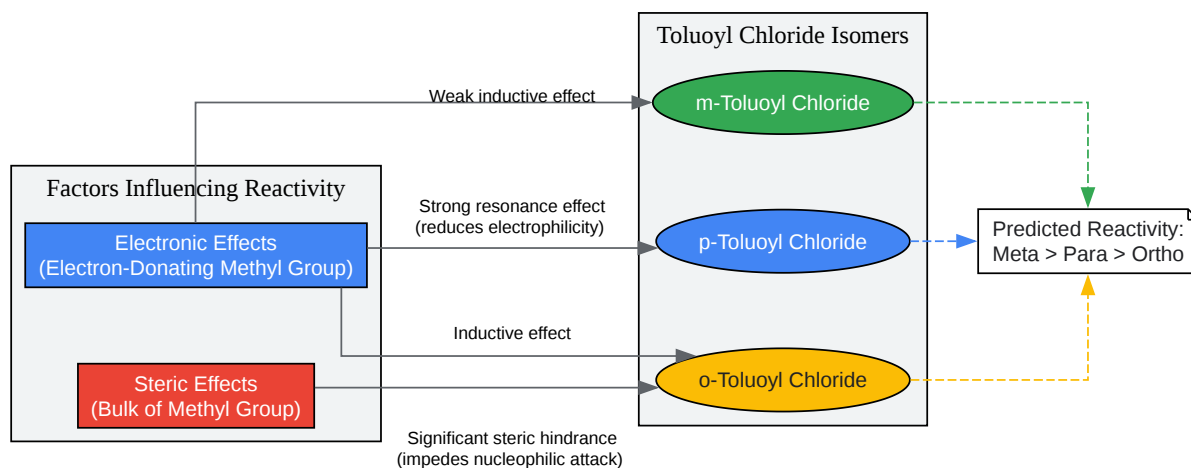 Toluoyl Chloride Isomers
Weak inductive effect
m-Toluoyl Chloride
Factors Influencing Reactivity
Electronic Effects
(Electron-Donating Methyl Group)
Strong resonance effect
(reduces electrophilicity)
p-Toluoyl Chloride
Predicted Reactivity:
Meta > Para > Ortho
Inductive effect
Steric Effects
(Bulk of Methyl Group)
o-Toluoyl Chloride
Significant steric hindrance
(impedes nucleophilic attack)